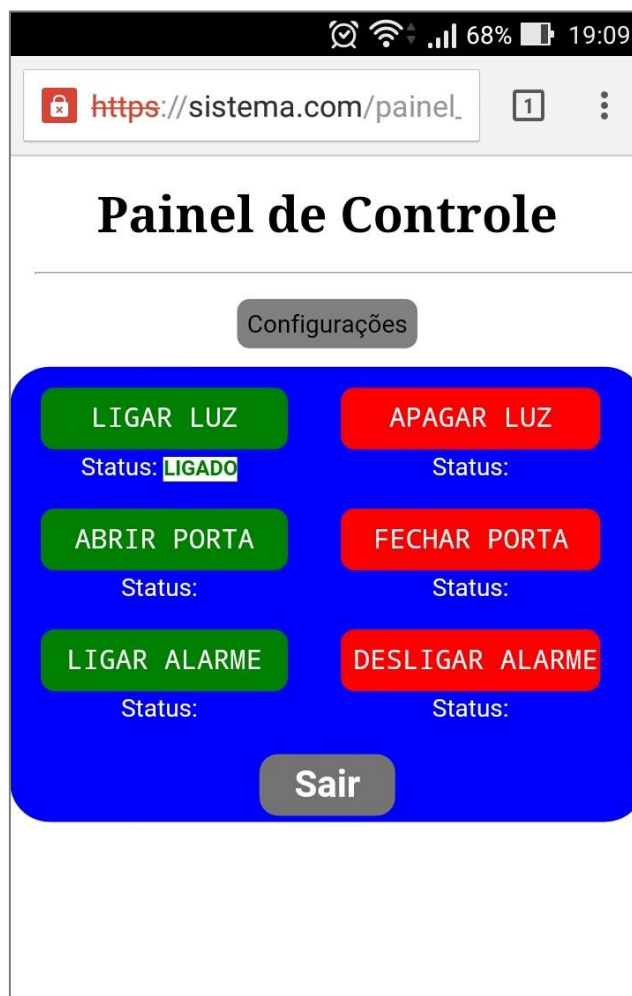 68% 19:09
https://sistema.com/painel_ 1
Painel de Controle
Configurações
LIGAR LUZ APAGAR LUZ
Status: LIGADO Status:
ABRIR PORTA FECHAR PORTA
Status: Status:
LIGAR ALARME DESLIGAR ALARME
Status: Status:
Sair